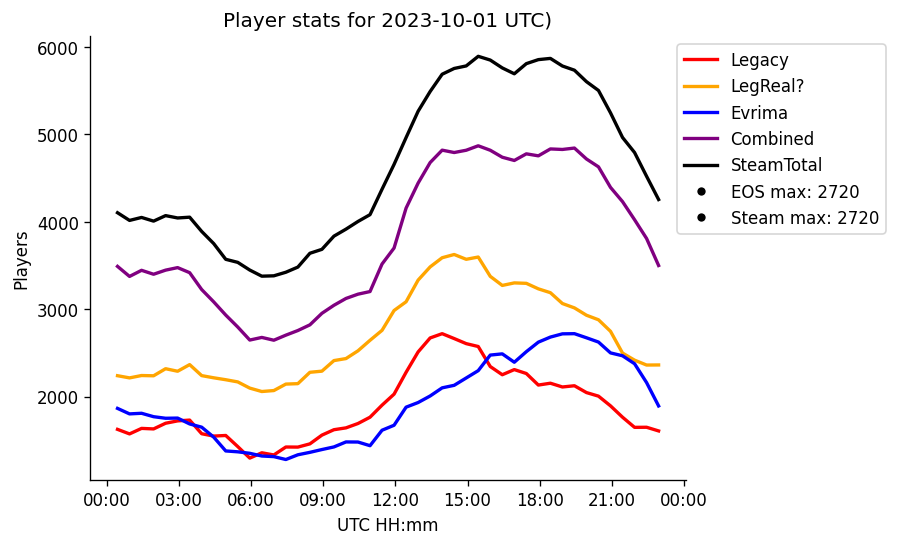 Player stats for 2023-10-01 UTC)
6000
5000
4000
3000
2000
Players
00:00 03:00 06:00 09:00 12:00 15:00 18:00 21:00 00:00
UTC HH:mm
Legacy
LegReal?
Evrima
Combined
SteamTotal
EOS max: 2720
Steam max: 2720